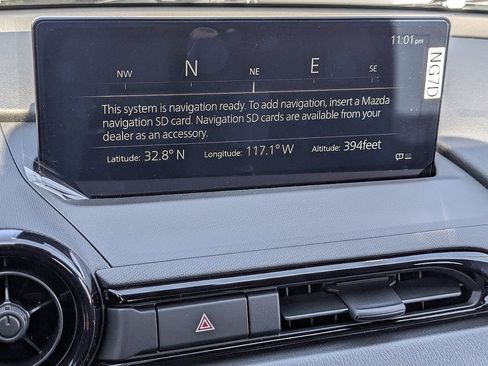 11:01pm
NW N NE E SE
This system is navigation ready. To add navigation, insert a Mazda
navigation SD card. Navigation SD cards are available from your
dealer as an accessory.
Latitude: 32.8° N Longitude: 117.1° W Altitude: 394feet
NG7D